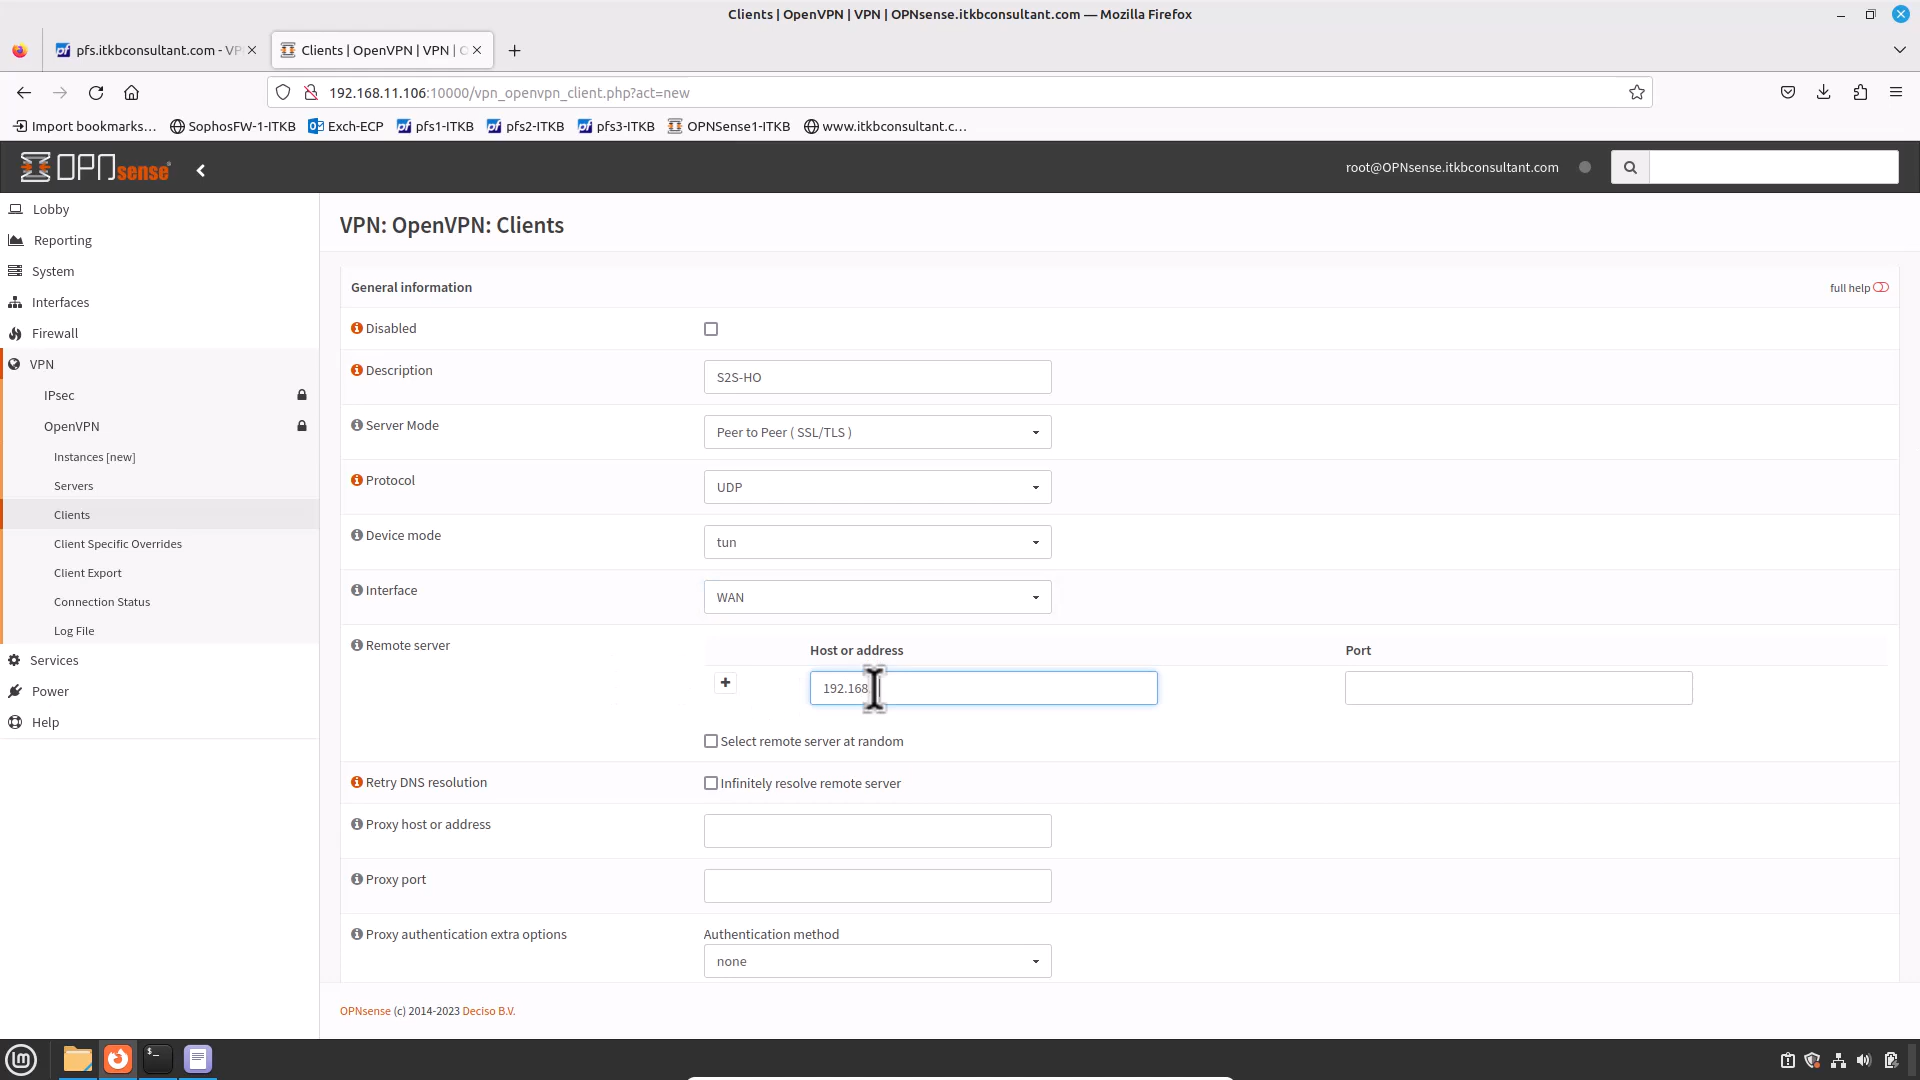 Clients | OpenVPN | VPN | OPNsense.itkbconsultant.com — Mozilla Firefox
pfs.itkbconsultant.com - VP
Clients | OpenVPN | VPN |
192.168.11.106:10000/vpn_openvpn_client.php?act=new
Import bookmarks... SophosFW-1-ITKB Exch-ECP pfs1-ITKB pfs2-ITKB pfs3-ITKB OPNSense1-ITKB www.itkbconsultant.c...
OPNsense
root@OPNsense.itkbconsultant.com
Lobby
Reporting
System
Interfaces
Firewall
VPN
IPsec
OpenVPN
Instances [new]
Servers
Clients
Client Specific Overrides
Client Export
Connection Status
Log File
Services
Power
Help
VPN: OpenVPN: Clients
General information full help
Disabled
Description S2S-HO
Server Mode Peer to Peer ( SSL/TLS )
Protocol UDP
Device mode tun
Interface WAN
Remote server Host or address Port
192.168
Select remote server at random
Retry DNS resolution Infinitely resolve remote server
Proxy host or address
Proxy port
Proxy authentication extra options Authentication method
none
OPNsense (c) 2014-2023 Deciso B.V.